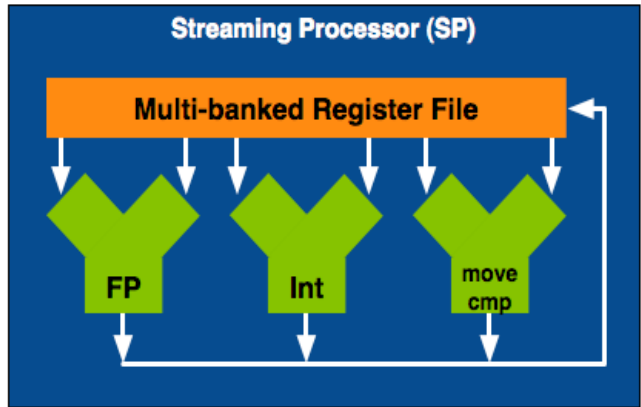 Streaming Processor (SP)
Multi-banked Register File
FP
Int
move
cmp